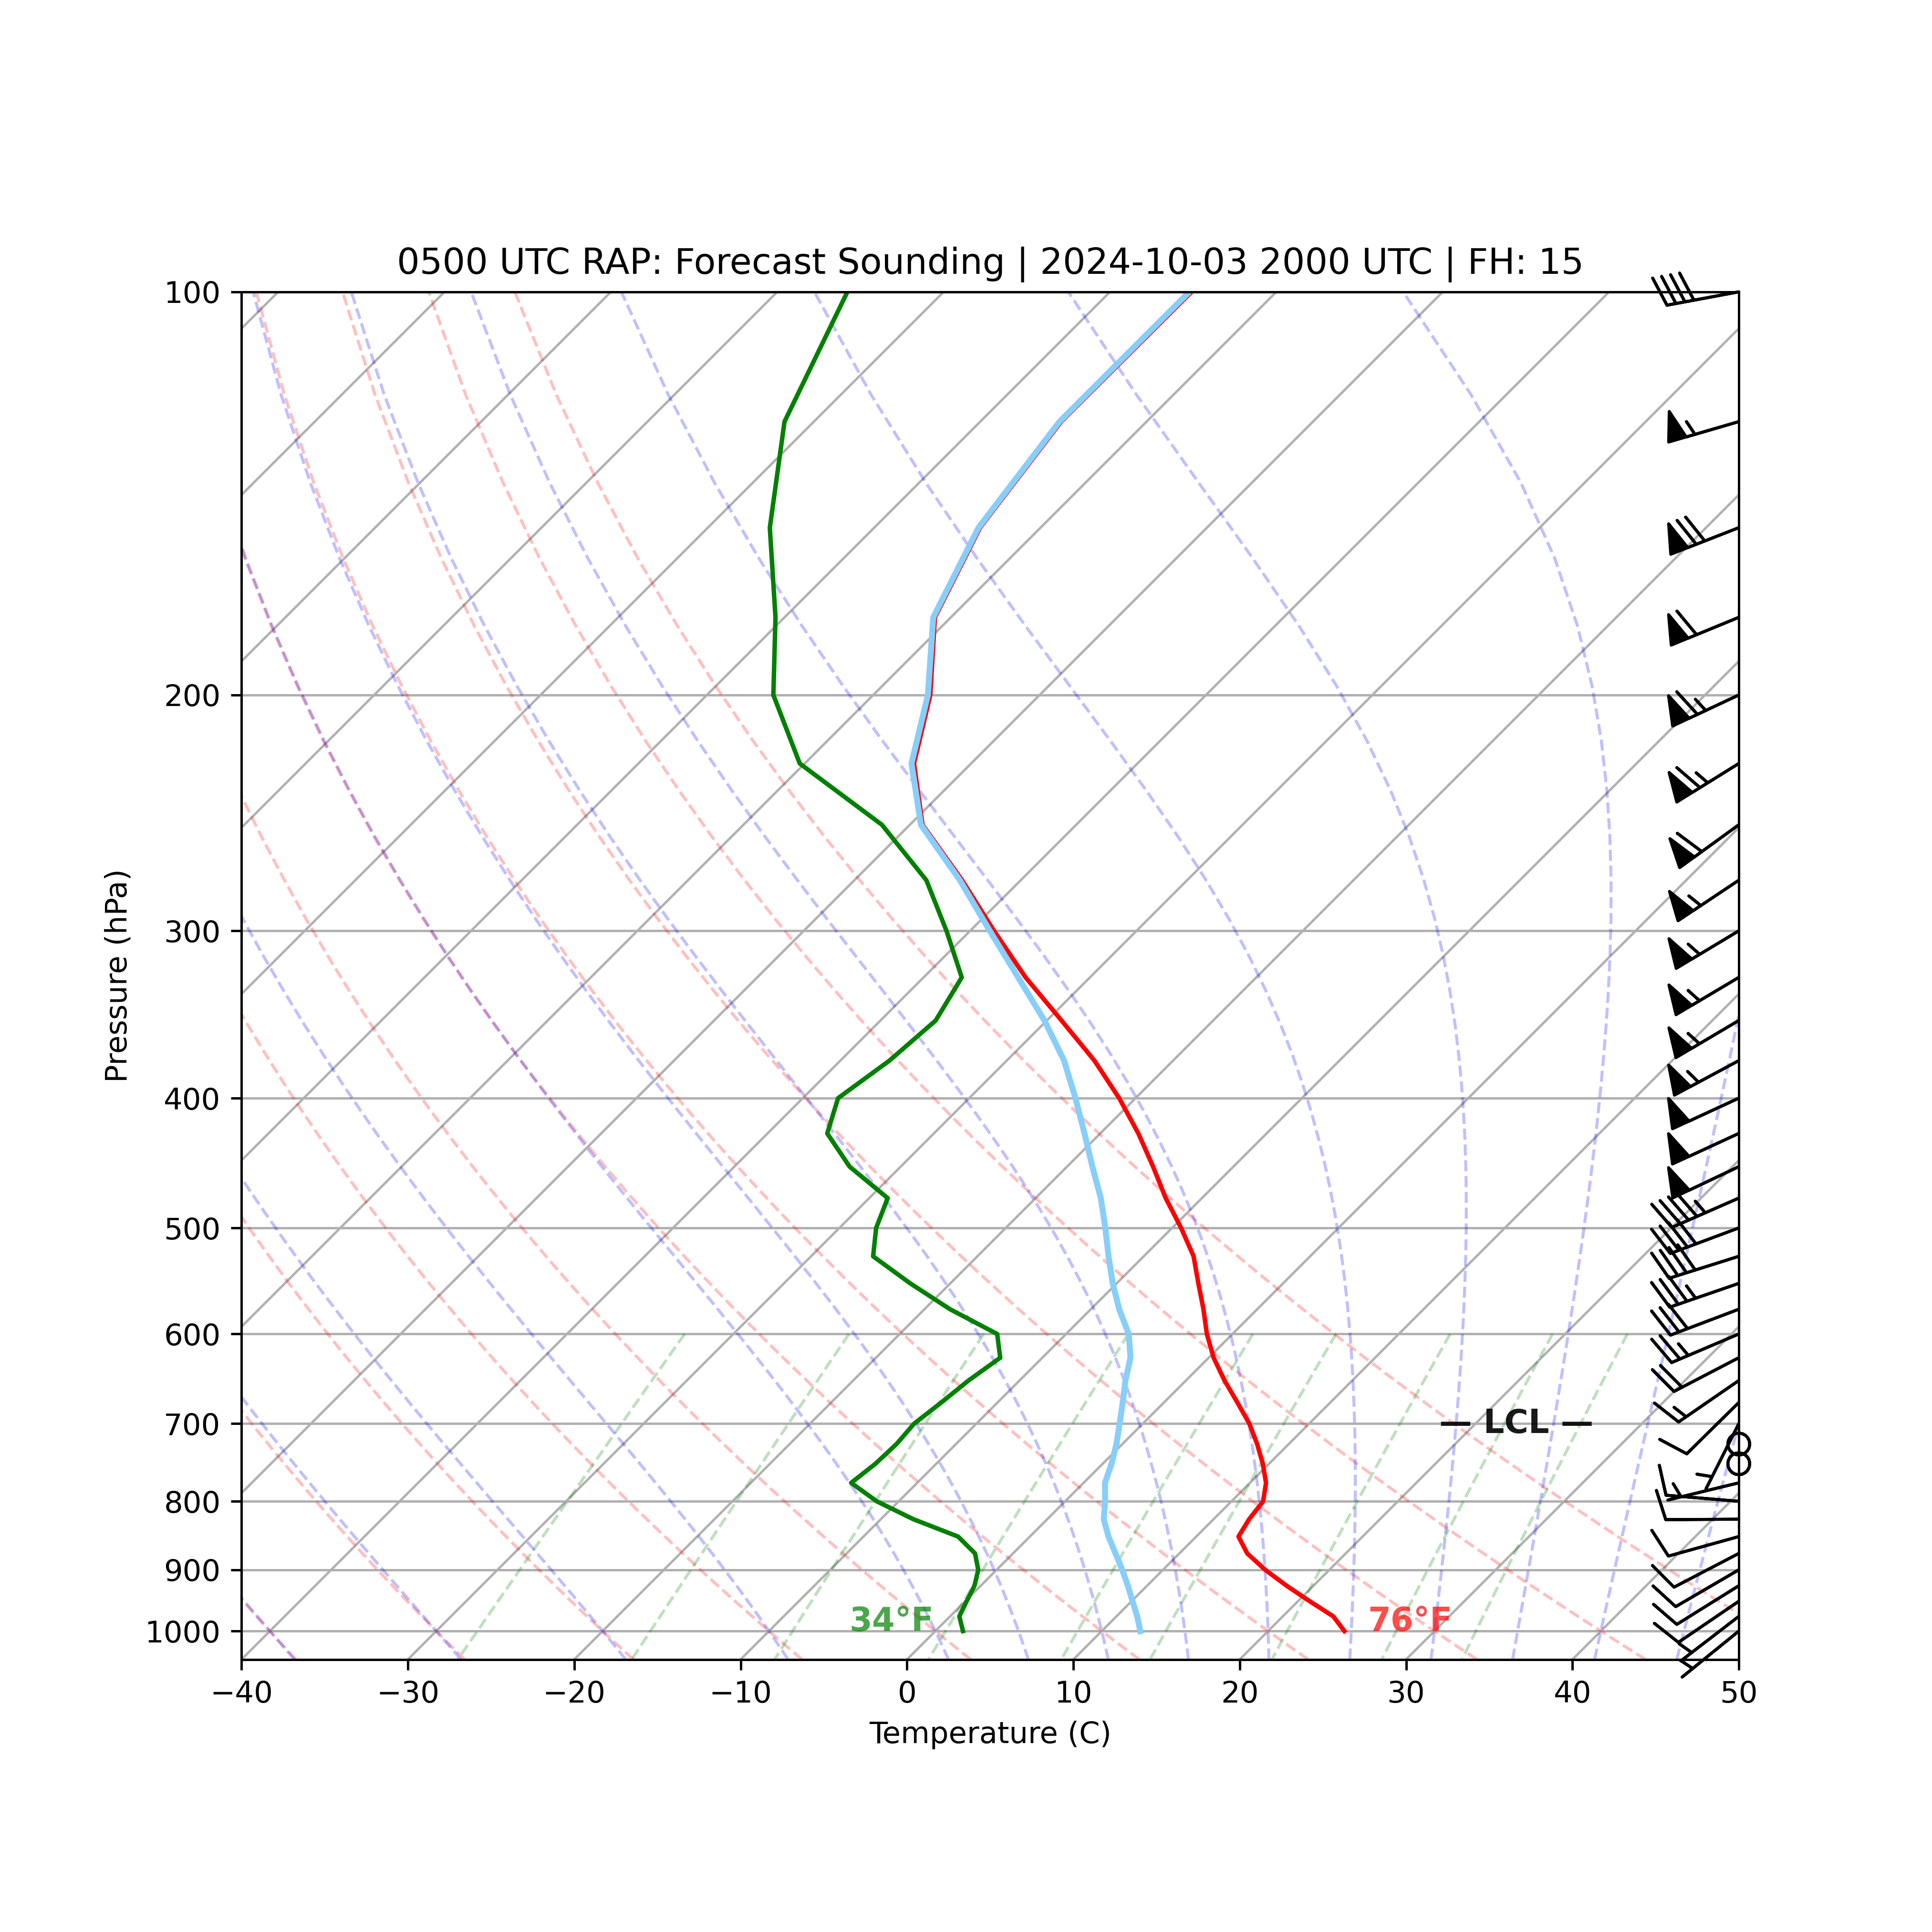 0500 UTC RAP: Forecast Sounding | 2024-10-03 2000 UTC | FH: 15
100
200
300
400
500
600
700
800
900
1000
Pressure (hPa)
— LCL —
34°F
76°F
−40 −30 −20 −10 0 10 20 30 40 50
Temperature (C)